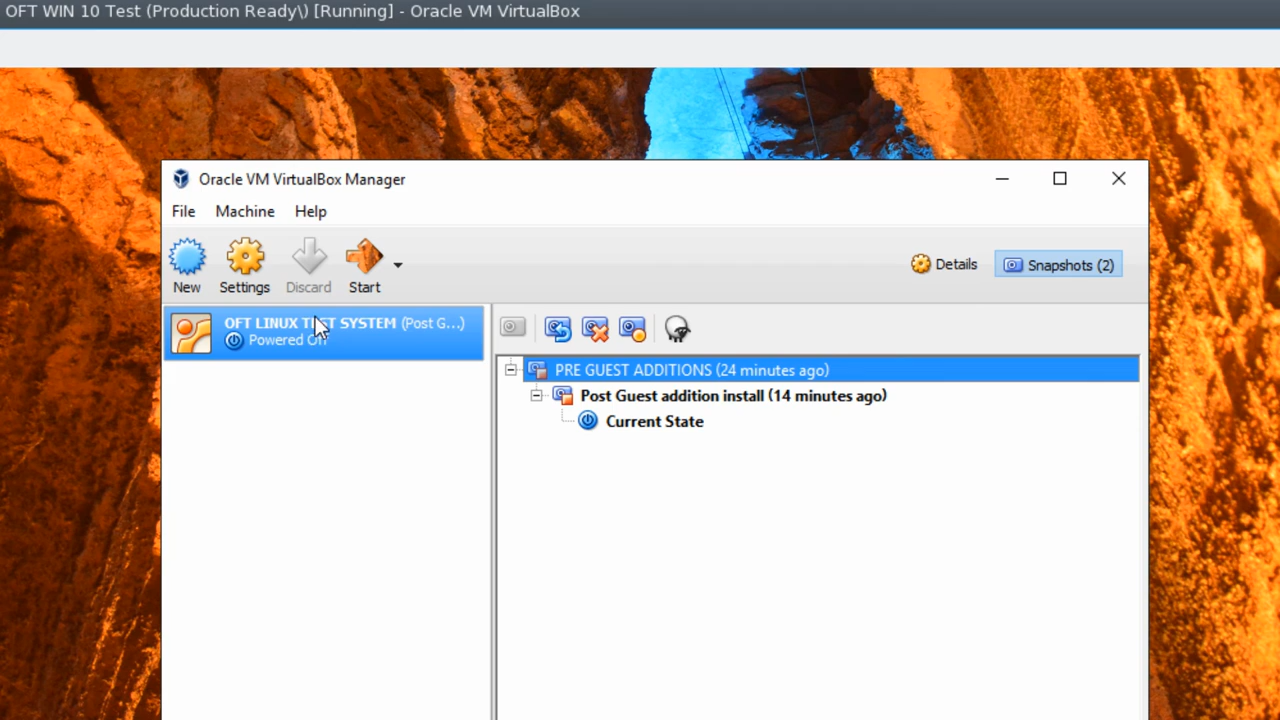 OFT WIN 10 Test (Production Ready\) [Running] - Oracle VM VirtualBox
Oracle VM VirtualBox Manager
File Machine Help
New Settings Discard Start
Details Snapshots (2)
OFT LINUX TEST SYSTEM (Post G...)
Powered Off
PRE GUEST ADDITIONS (24 minutes ago)
Post Guest addition install (14 minutes ago)
Current State